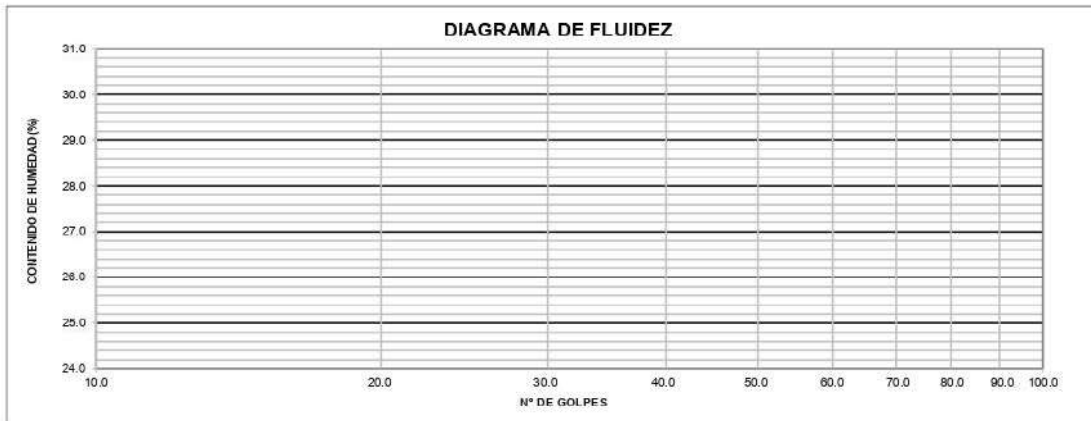 DIAGRAMA DE FLUIDEZ
CONTENIDO DE HUMEDAD (%)
31.0
30.0
29.0
28.0
27.0
26.0
25.0
24.0
10.0 20.0 30.0 40.0 50.0 60.0 70.0 80.0 90.0 100.0
N° DE GOLPES